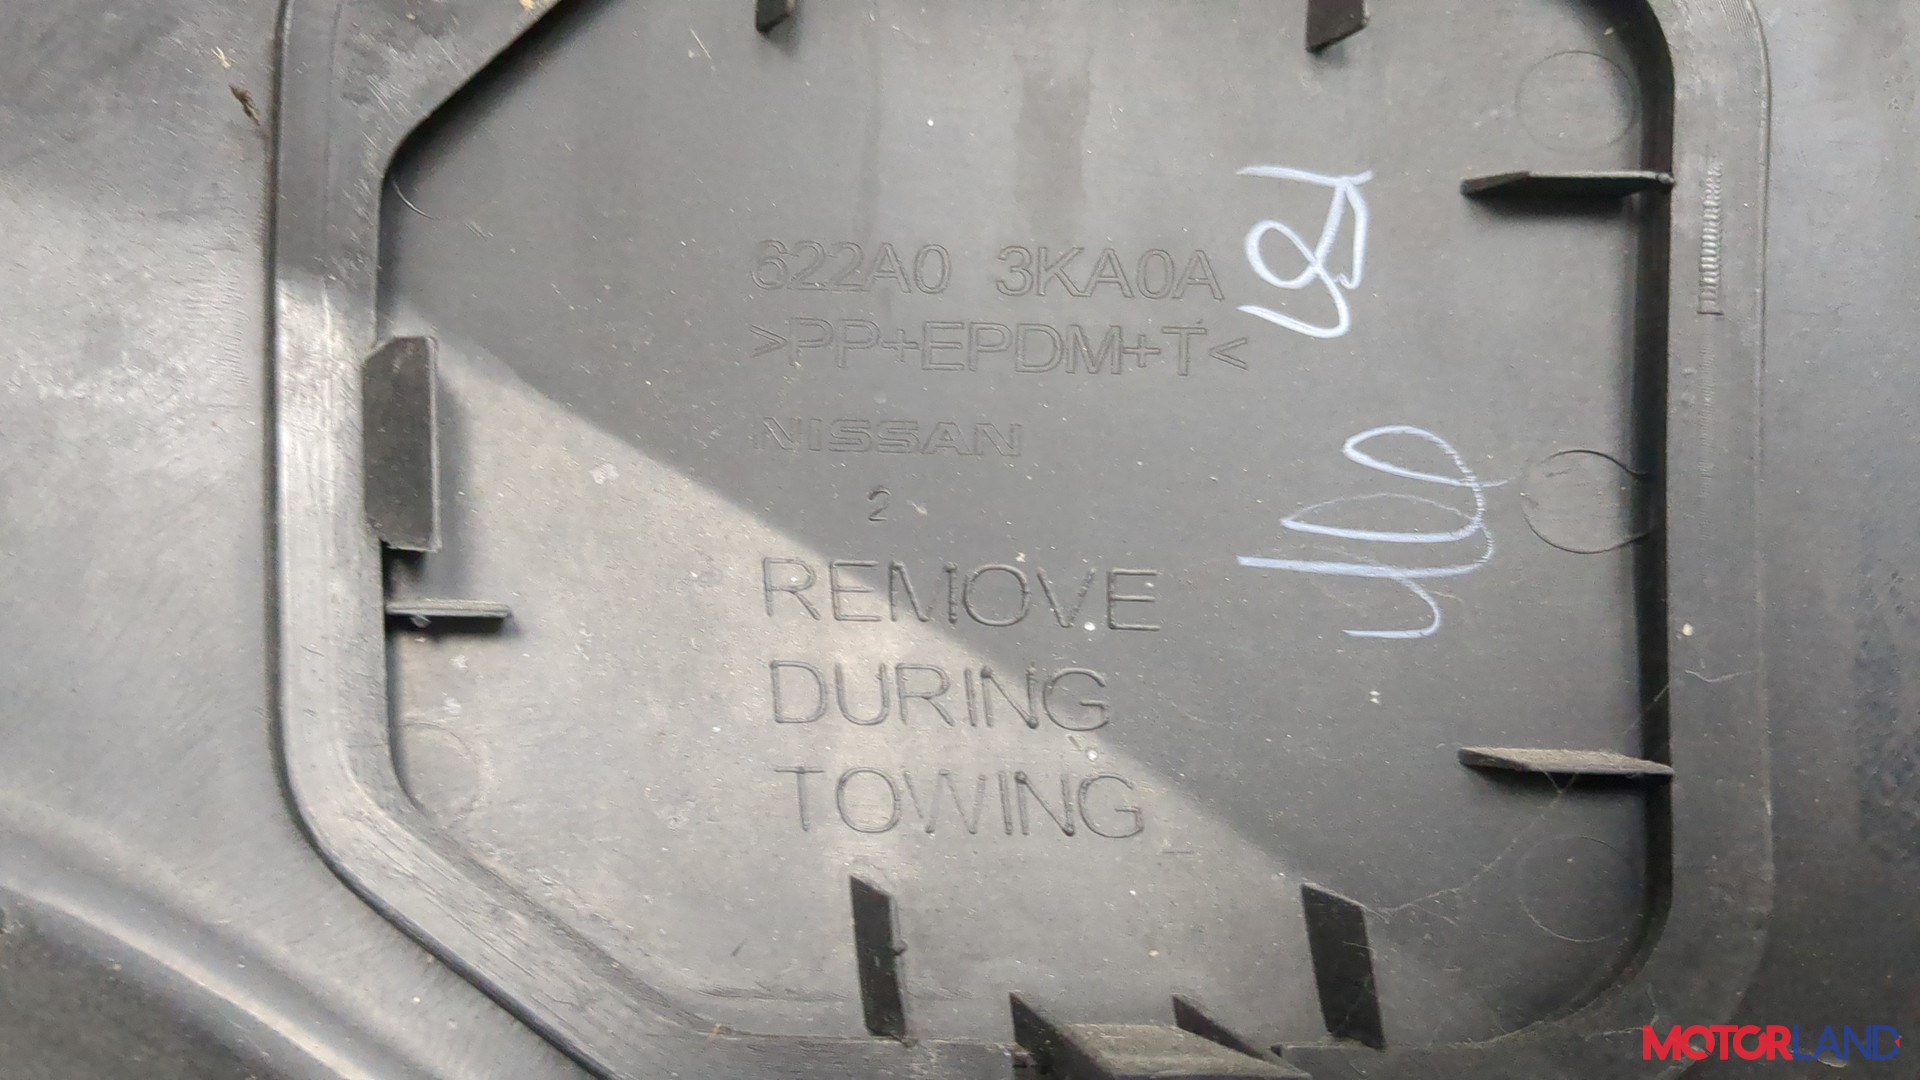 622A0 3KA0A
>PP+EPDM+T<
NISSAN
2
REMOVE
DURING
TOWING
MOTORLAND